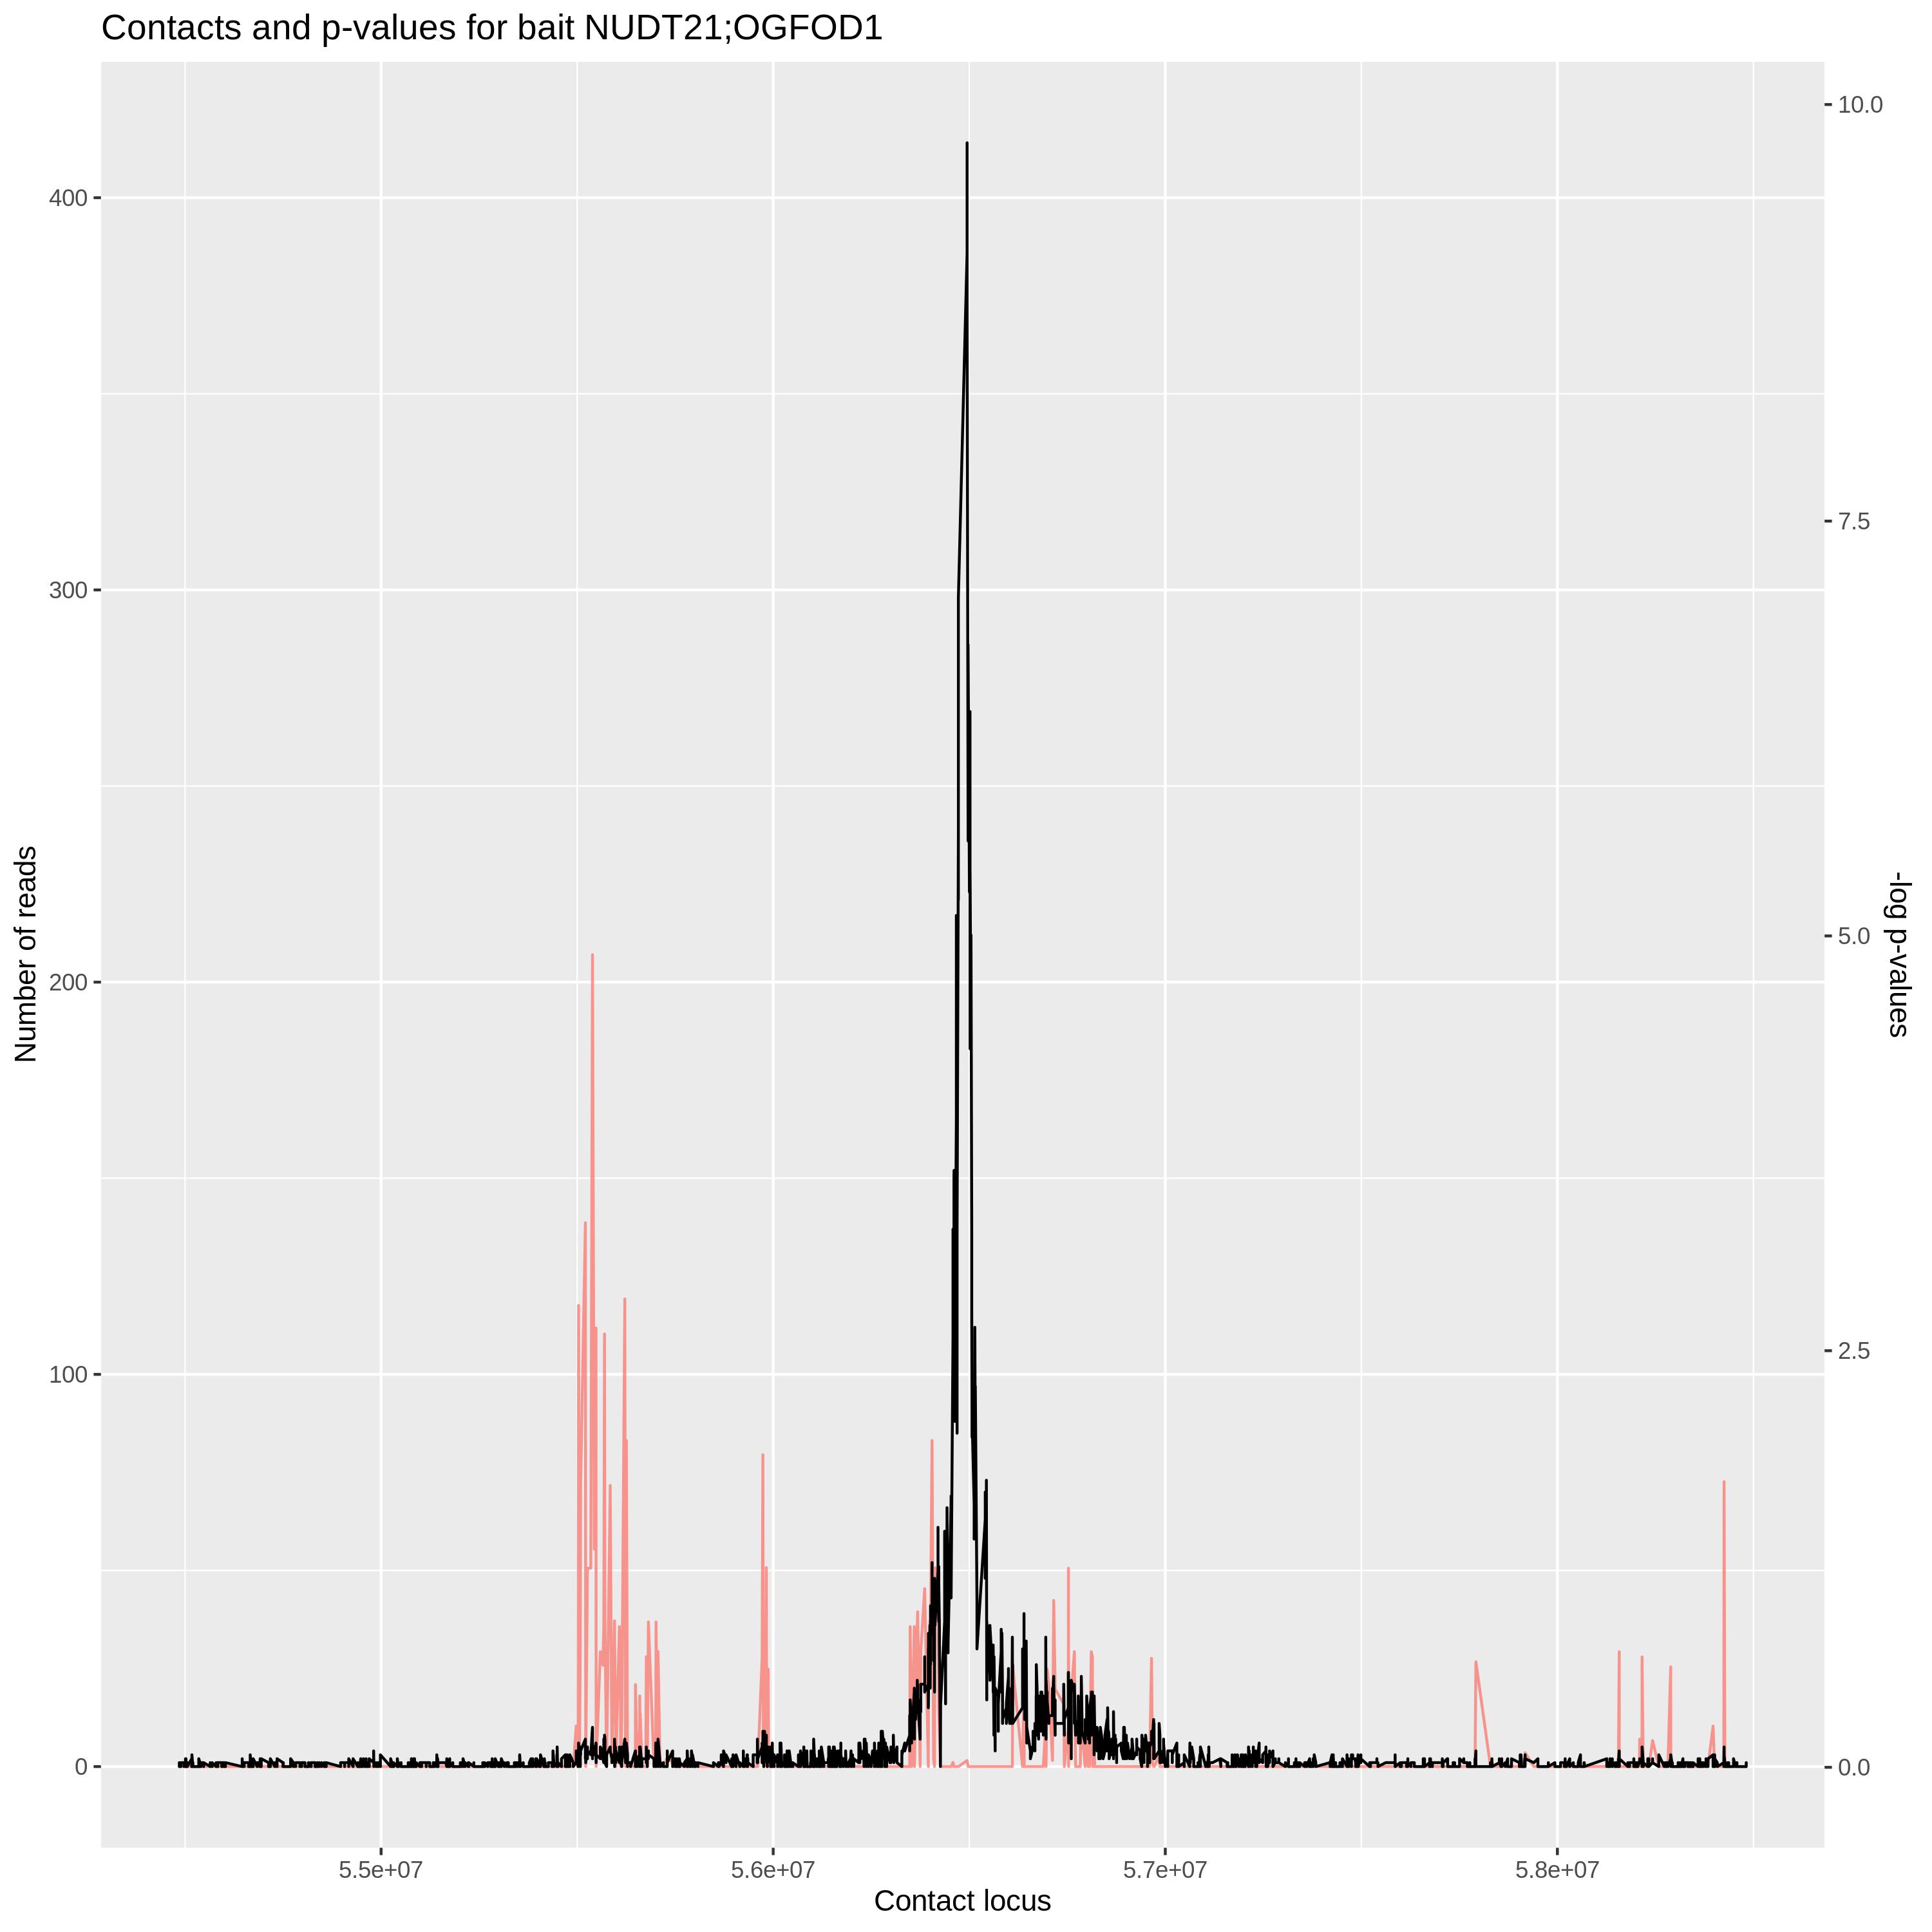 Contacts and p-values for bait NUDT21;OGFOD1
Number of reads
400
300
200
100
0
10.0
7.5
5.0
2.5
0.0
-log p-values
5.5e+07
5.6e+07
5.7e+07
5.8e+07
Contact locus